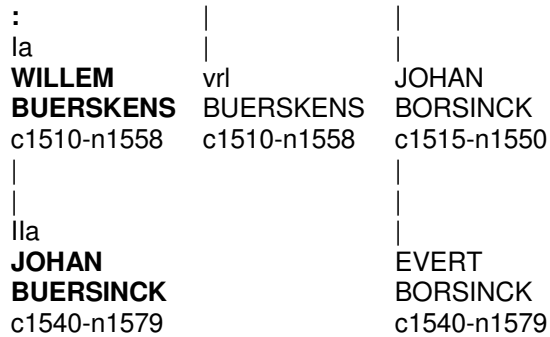 : | |
Ia | |
WILLEM vrl JOHAN
BUERSKENS BUERSKENS BORSINCK
c1510-n1558 c1510-n1558 c1515-n1550
| |
| |
IIa |
JOHAN EVERT
BUERSINCK BORSINCK
c1540-n1579 c1540-n1579